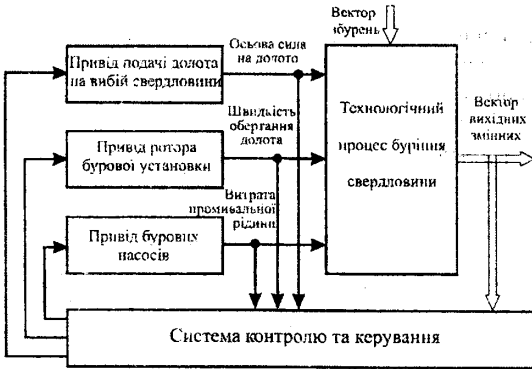 Вектор
збурень
Привід подачі долота
на вибій свердловини
Осьова сила
на долото
Привід ротора
бурової установки
Швидкість
обертання
долота
Привід бурових
насосів
Витрата
промивальної
рідини
Технологічний
процес буріння
свердловини
Вектор
вихідних
змінних
Система контролю та керування